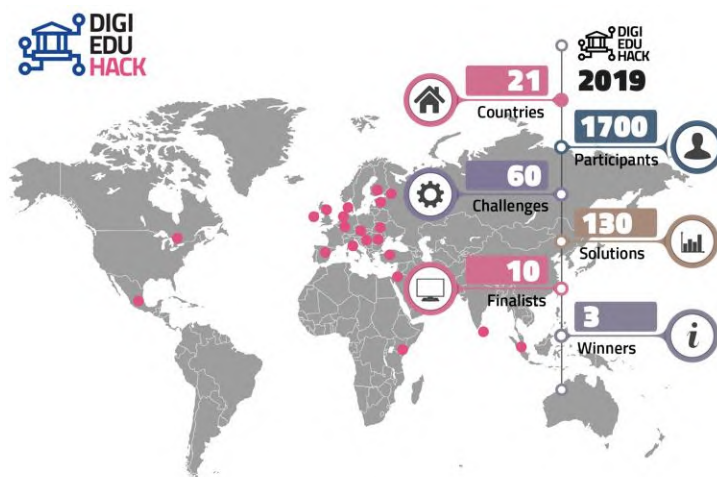 DIGI
EDU
HACK
DIGI
EDU
HACK
2019
21
Countries
1700
Participants
60
Challenges
130
Solutions
10
Finalists
3
Winners
i